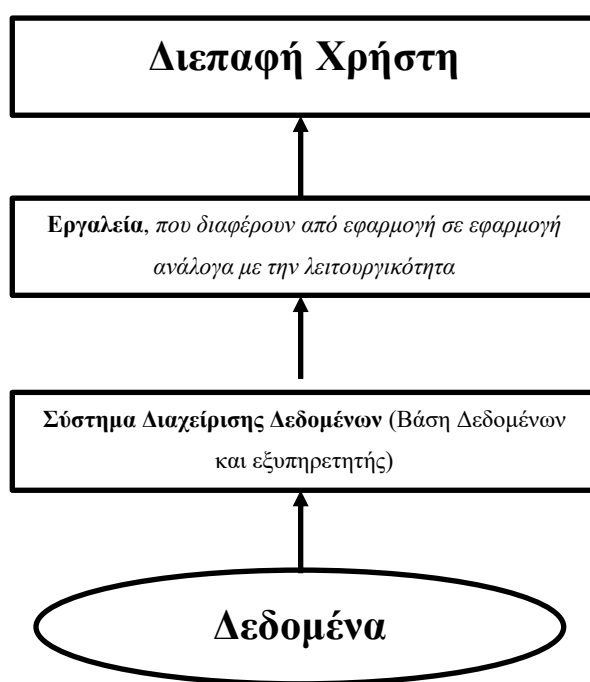 Διεπαφή Χρήστη
Εργαλεία, που διαφέρουν από εφαρμογή σε εφαρμογή
ανάλογα με την λειτουργικότητα
Σύστημα Διαχείρισης Δεδομένων (Βάση Δεδομένων
και εξυπηρετητής)
Δεδομένα